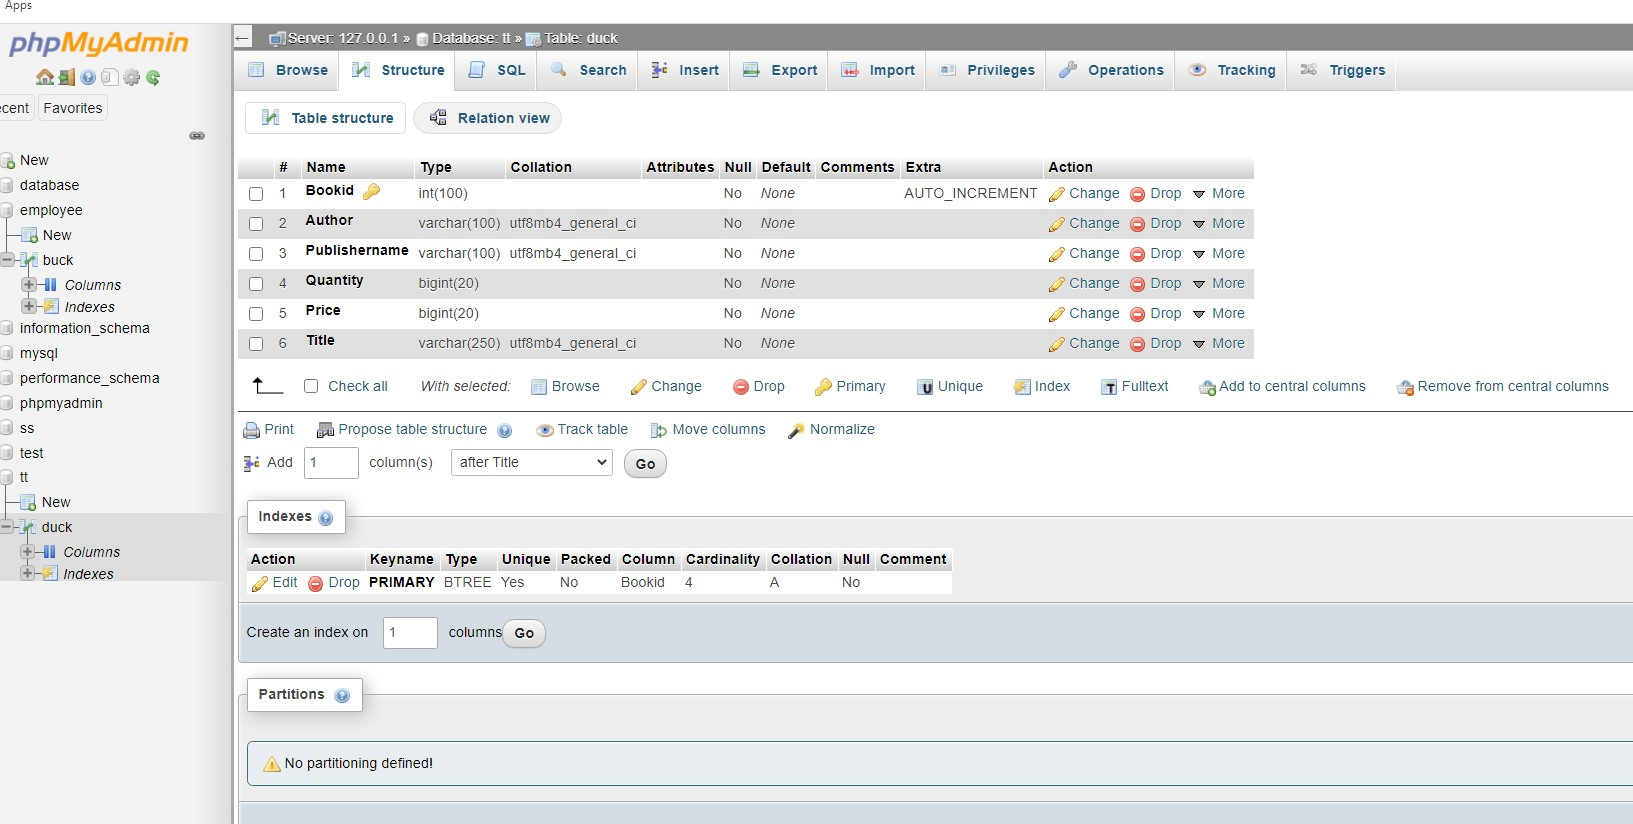 Apps
phpMyAdmin
Favorites
New
database
employee
New
buck
Columns
Indexes
information_schema
mysql
performance_schema
phpmyadmin
ss
test
tt
New
duck
Columns
Indexes
Server: 127.0.0.1 » Database: tt » Table: duck
Browse Structure SQL Search Insert Export Import Privileges Operations Tracking Triggers
Table structure Relation view
# Name Type Collation Attributes Null Default Comments Extra Action
1 Bookid int(100) No None AUTO_INCREMENT Change Drop More
2 Author varchar(100) utf8mb4_general_ci No None Change Drop More
3 Publishername varchar(100) utf8mb4_general_ci No None Change Drop More
4 Quantity bigint(20) No None Change Drop More
5 Price bigint(20) No None Change Drop More
6 Title varchar(250) utf8mb4_general_ci No None Change Drop More
Check all With selected: Browse Change Drop Primary Unique Index Fulltext Add to central columns Remove from central columns
Print Propose table structure Track table Move columns Normalize
Add 1 column(s) after Title Go
Indexes
Action Keyname Type Unique Packed Column Cardinality Collation Null Comment
Edit Drop PRIMARY BTREE Yes No Bookid 4 A No
Create an index on 1 columns Go
Partitions
No partitioning defined!